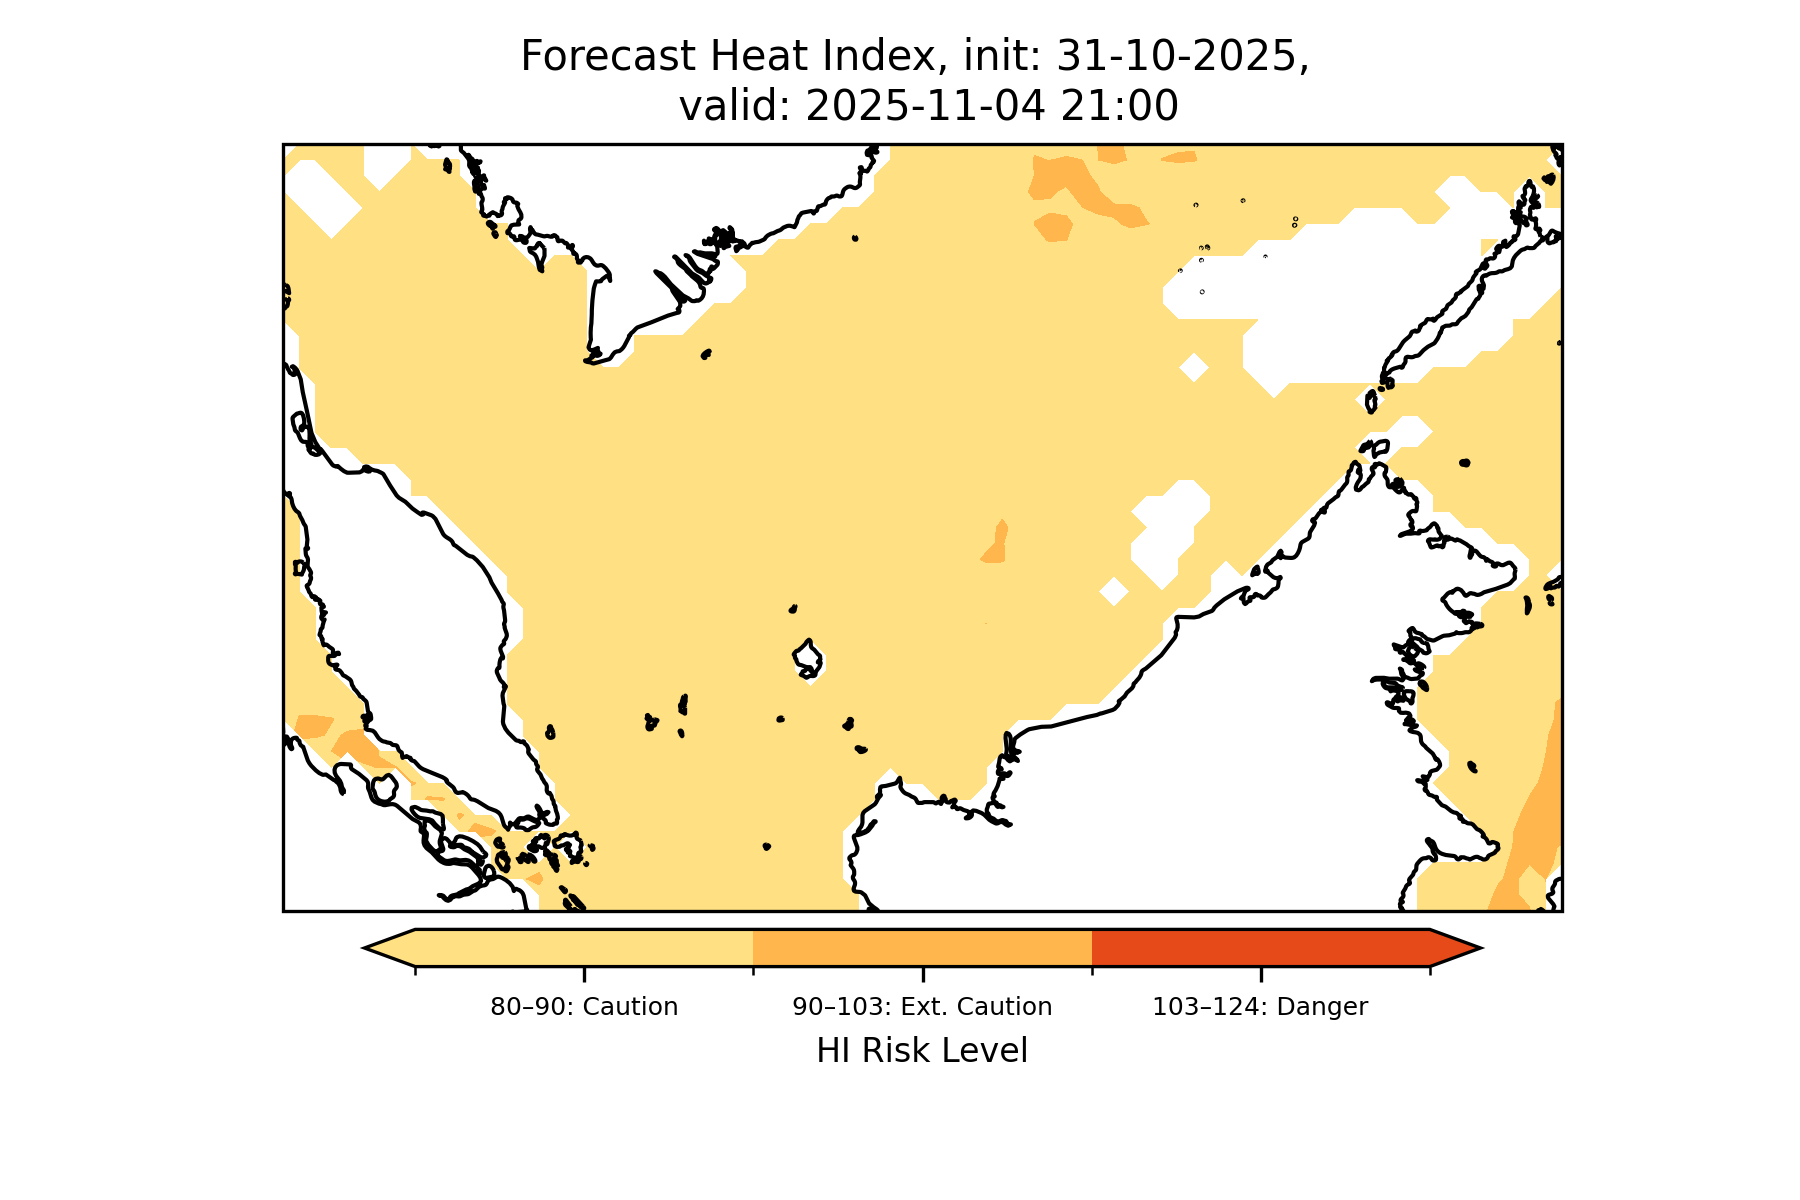 Forecast Heat Index, init: 31-10-2025,
valid: 2025-11-04 21:00
80–90: Caution
90–103: Ext. Caution
103–124: Danger
HI Risk Level